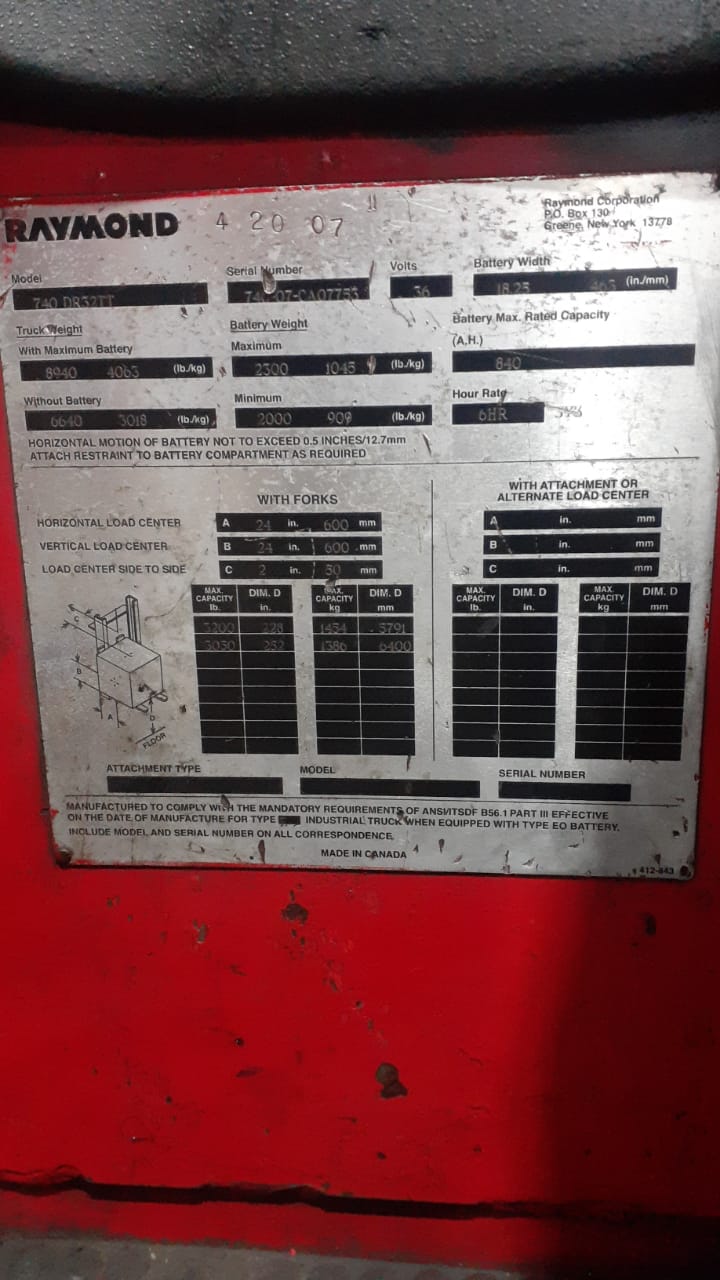 RAYMOND 4 20 07
Raymond Corporation
P.O. Box 130
Greene, New York 13778
Model
740 DR32TT
Serial Number
Volts
36
Battery Width
18.25 463 (in./mm)
Truck Weight
With Maximum Battery
8940 4063 (lb./kg)
Battery Weight
Maximum
2300 1045 (lb./kg)
Battery Max. Rated Capacity
(A.H.)
840
Without Battery
6640 3018 (lb./kg)
Minimum
2000 909 (lb./kg)
Hour Rate
6HR
HORIZONTAL MOTION OF BATTERY NOT TO EXCEED 0.5 INCHES/12.7mm
ATTACH RESTRAINT TO BATTERY COMPARTMENT AS REQUIRED
WITH FORKS
WITH ATTACHMENT OR
ALTERNATE LOAD CENTER
HORIZONTAL LOAD CENTER A 24 in. 600 mm A in. mm
VERTICAL LOAD CENTER B 24 in. 600 mm B in. mm
LOAD CENTER SIDE TO SIDE C 2 in. 50 mm C in. mm
MAX. CAPACITY lb. DIM. D in. MAX. CAPACITY kg DIM. D mm MAX. CAPACITY lb. DIM. D in. MAX. CAPACITY kg DIM. D mm
3200 228 1454 5791
3050 252 1386 6400
C
C
B
A
D
FLOOR
ATTACHMENT TYPE
MODEL
SERIAL NUMBER
MANUFACTURED TO COMPLY WITH THE MANDATORY REQUIREMENTS OF ANSI/ITSDF B56.1 PART III EFFECTIVE
ON THE DATE OF MANUFACTURE FOR TYPE INDUSTRIAL TRUCK WHEN EQUIPPED WITH TYPE EO BATTERY.
INCLUDE MODEL AND SERIAL NUMBER ON ALL CORRESPONDENCE.
MADE IN CANADA
412-843